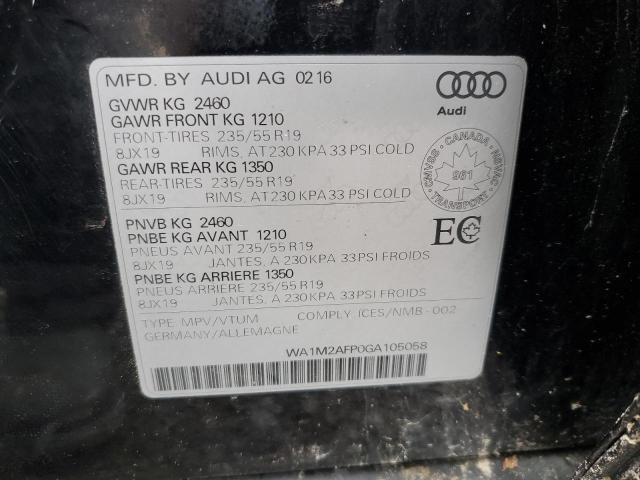 MFD. BY AUDI AG 0216
Audi
GVWR KG 2460
GAWR FRONT KG 1210
FRONT-TIRES 235/55 R19
8JX19 RIMS, AT 230 KPA 33 PSI COLD
GAWR REAR KG 1350
REAR-TIRES 235/55 R19
8JX19 RIMS, AT 230 KPA 33 PSI COLD
CANADA
CMVSS NSVAC
961
TRANSPORT
EC
PNVB KG 2460
PNBE KG AVANT 1210
PNEUS AVANT 235/55 R19
8JX19 JANTES, A 230 KPA 33 PSI FROIDS
PNBE KG ARRIERE 1350
PNEUS ARRIERE 235/55 R19
8JX19 JANTES, A 230 KPA 33 PSI FROIDS
TYPE: MPV/VTUM COMPLY. ICES/NMB-002
GERMANY/ALLEMAGNE
WA1M2AFP0GA105058